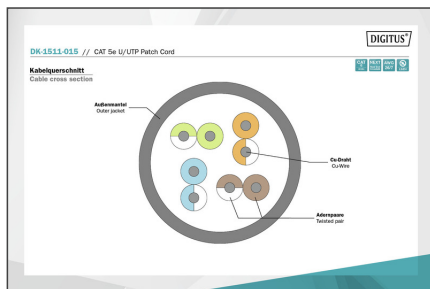 DIGITUS®
DK-1511-015 // CAT 5e U/UTP Patch Cord
Kabelquerschnitt
Cable cross section
Außenmantel
Outer jacket
Cu-Draht
Cu-Wire
Adernpaare
Twisted pair